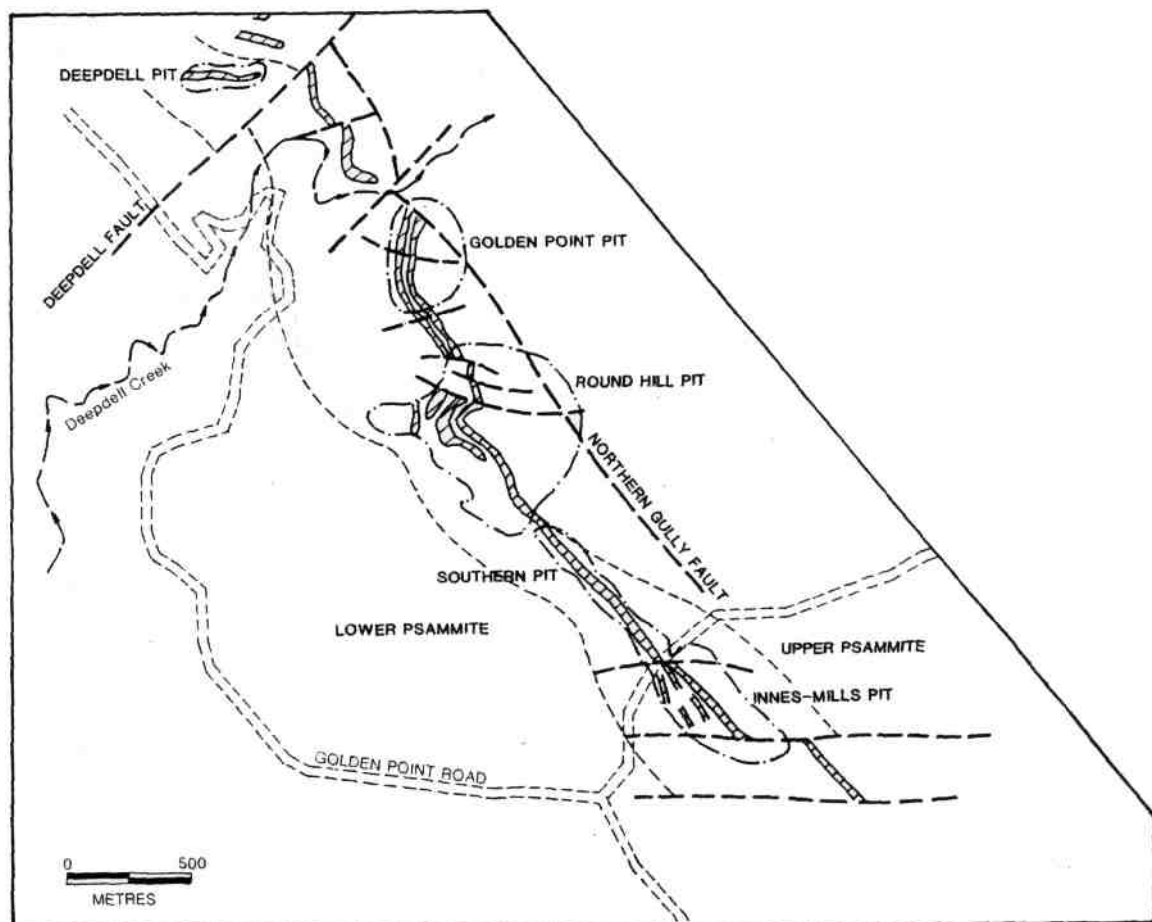 DEEPDELL PIT
DEEPDELL FAULT
GOLDEN POINT PIT
Deepdell Creek
ROUND HILL PIT
NORTHERN GULLY FAULT
SOUTHERN PIT
LOWER PSAMMITE
UPPER PSAMMITE
INNES-MILLS PIT
GOLDEN POINT ROAD
0 500
METRES